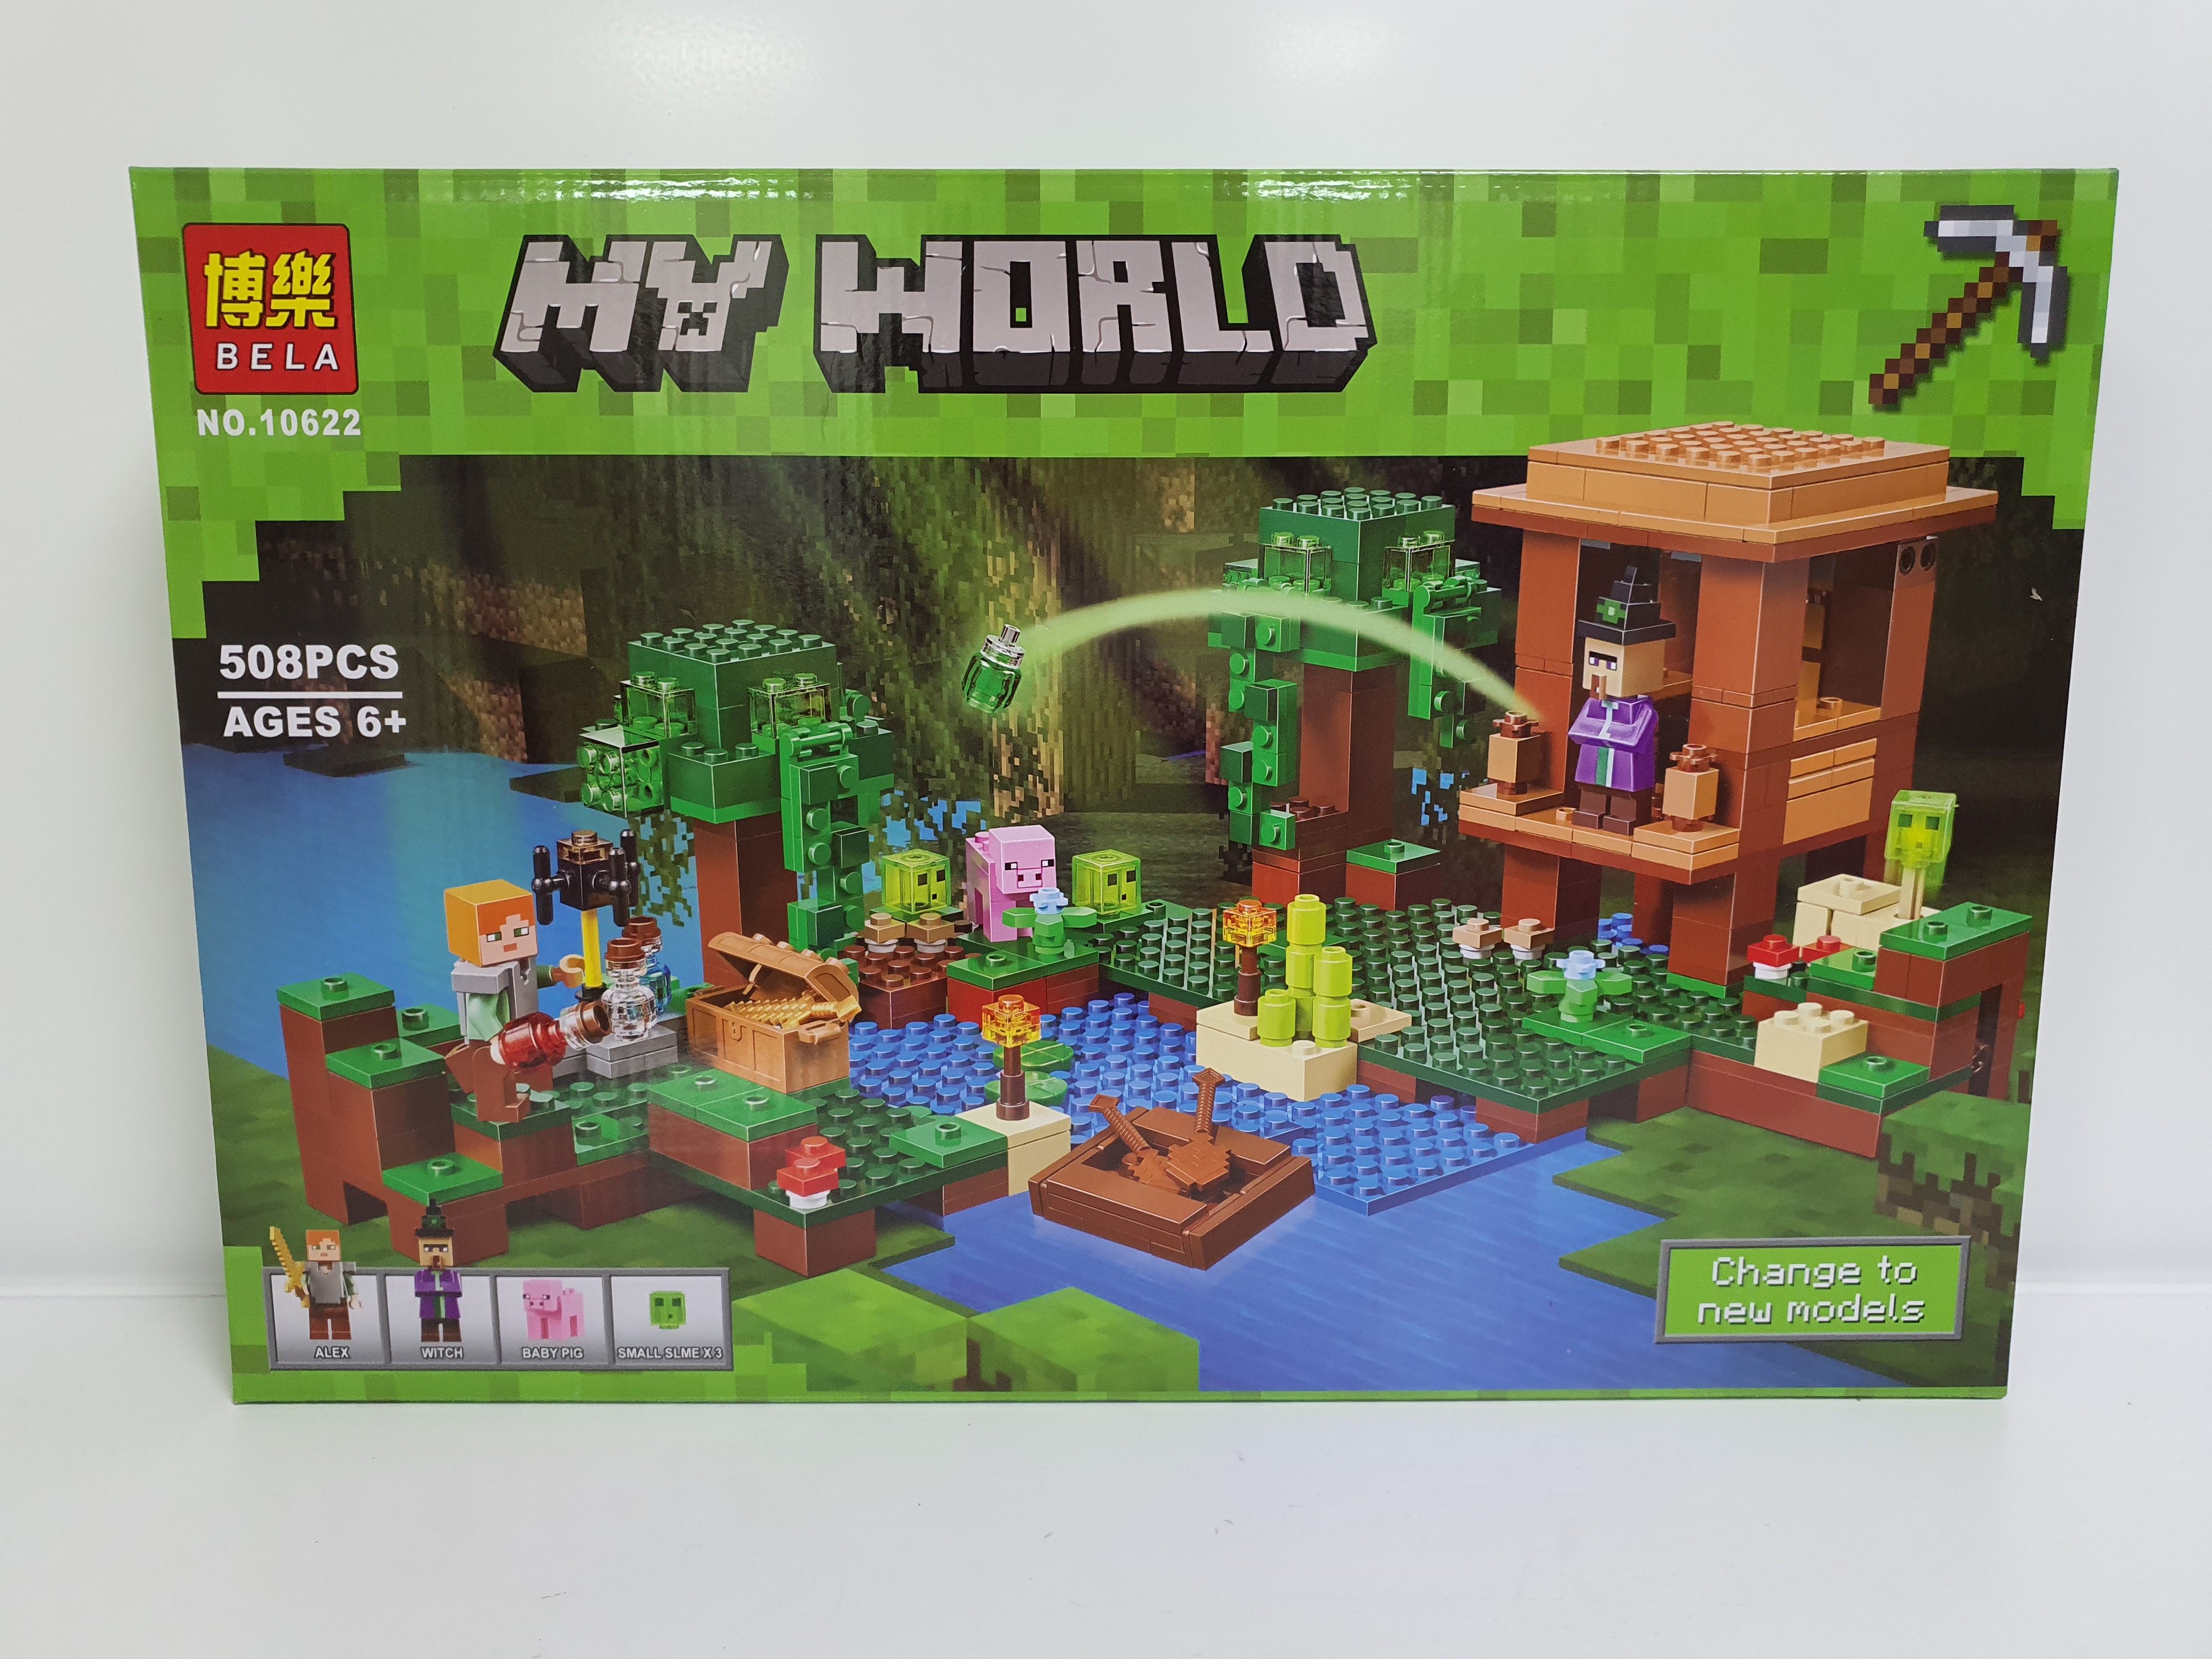 博樂
BELA
NO.10622
MY WORLD
508PCS
AGES 6+
ALEX
WITCH
BABY PIG
SMALL SLME X 3
Change to
new models